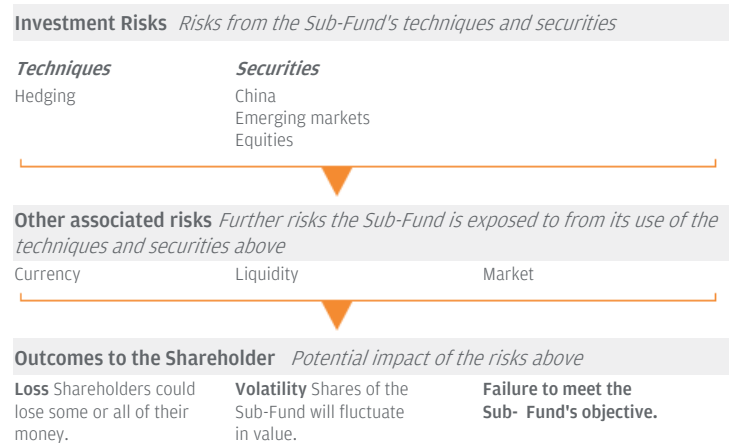 Investment Risks Risks from the Sub-Fund's techniques and securities
Techniques Securities
Hedging China
Emerging markets
Equities
Other associated risks Further risks the Sub-Fund is exposed to from its use of the
techniques and securities above
Currency Liquidity Market
Outcomes to the Shareholder Potential impact of the risks above
Loss Shareholders could Volatility Shares of the Failure to meet the
lose some or all of their Sub-Fund will fluctuate Sub- Fund's objective.
money. in value.